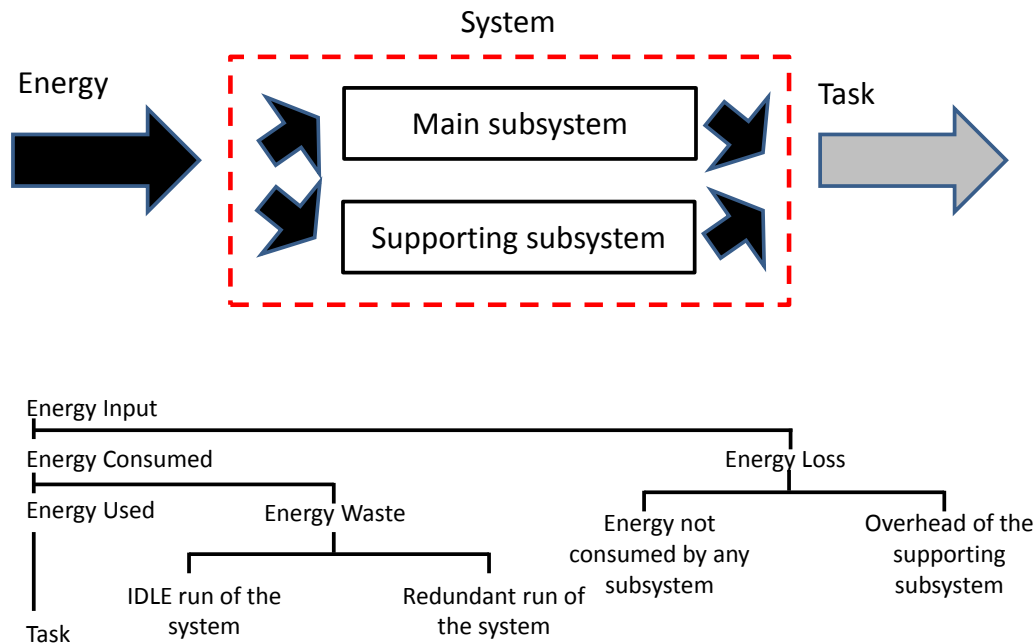 System
Energy
Task
Main subsystem
Supporting subsystem
Energy Input
Energy Consumed
Energy Loss
Energy Used
Energy Waste
Energy not
consumed by any
subsystem
Overhead of the
supporting
subsystem
IDLE run of the
system
Redundant run of
the system
Task